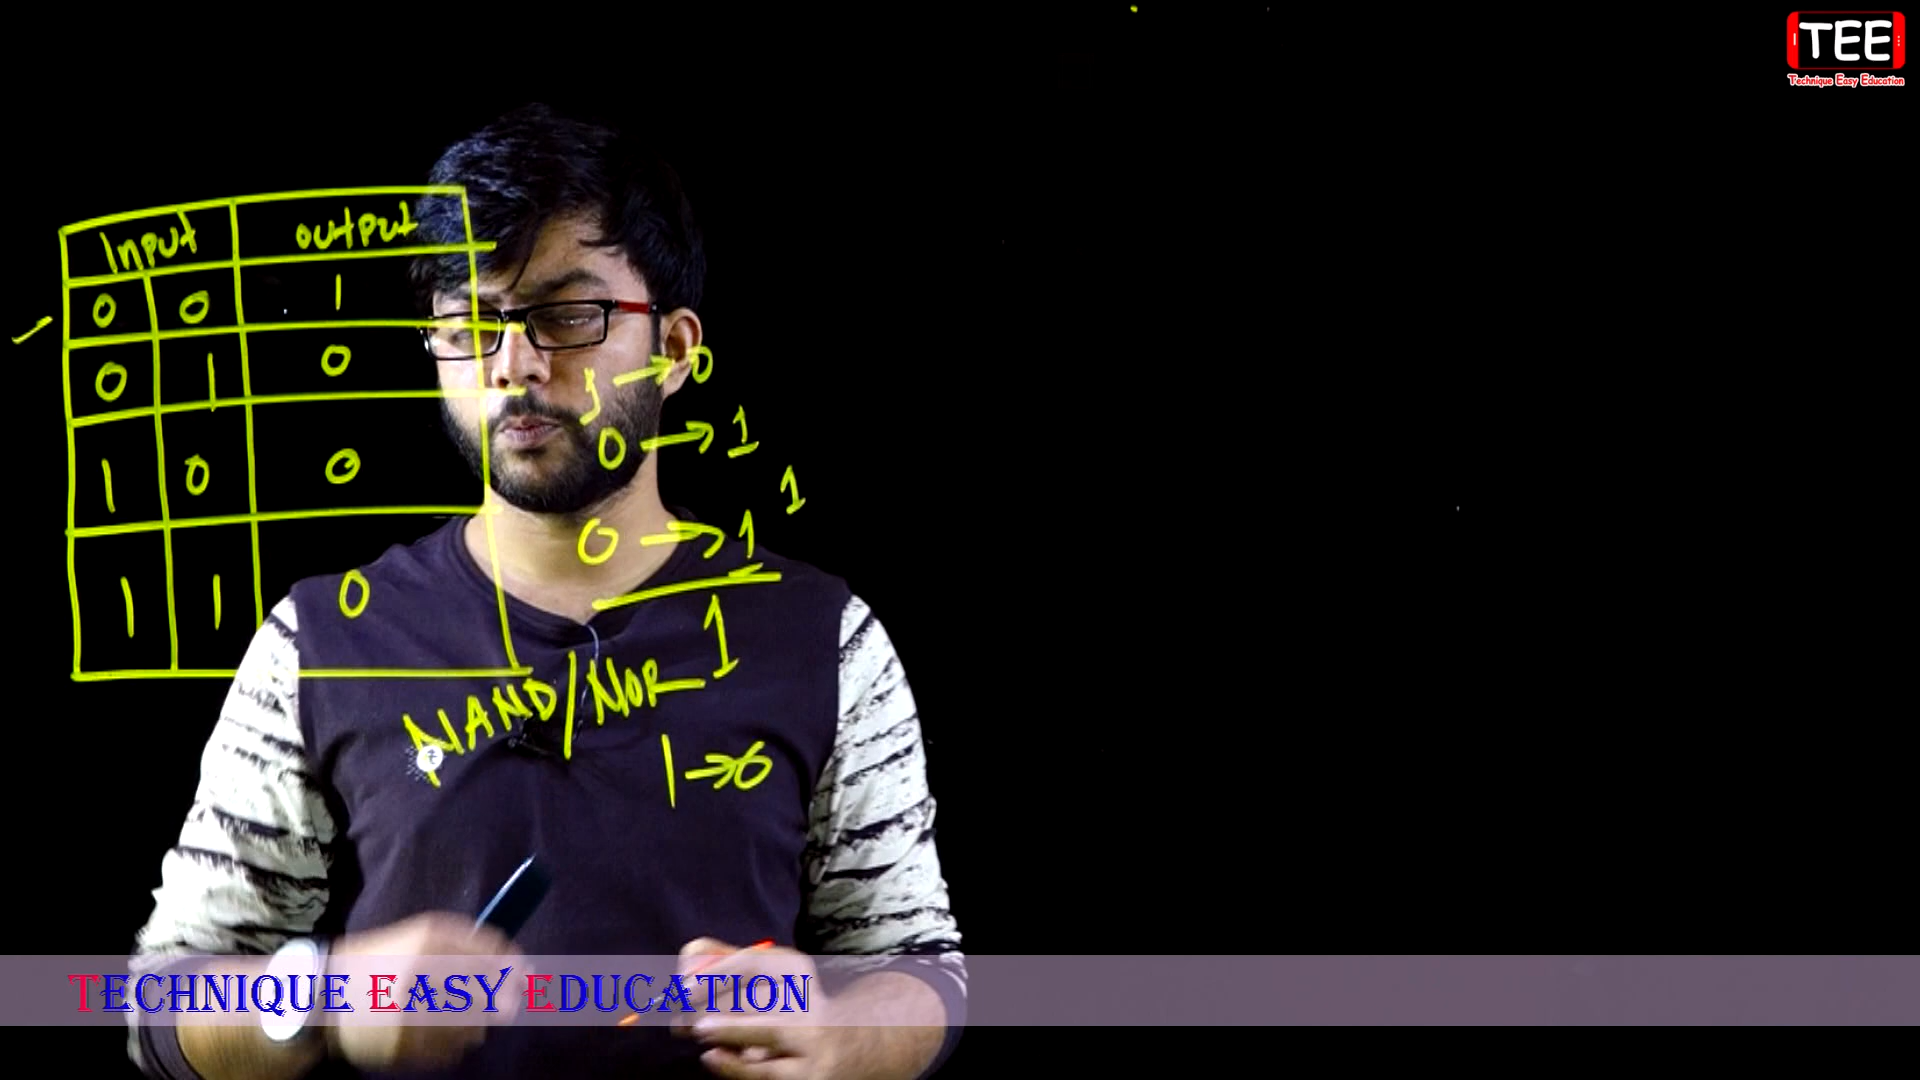 TEE
Technique Easy Education
Input output
0 0 1
0 1 0
1 0 0
1 1 0
1 → 0
0 → 1
1
0 → 1
1
NAND/NOR
1 → 0
TECHNIQUE EASY EDUCATION